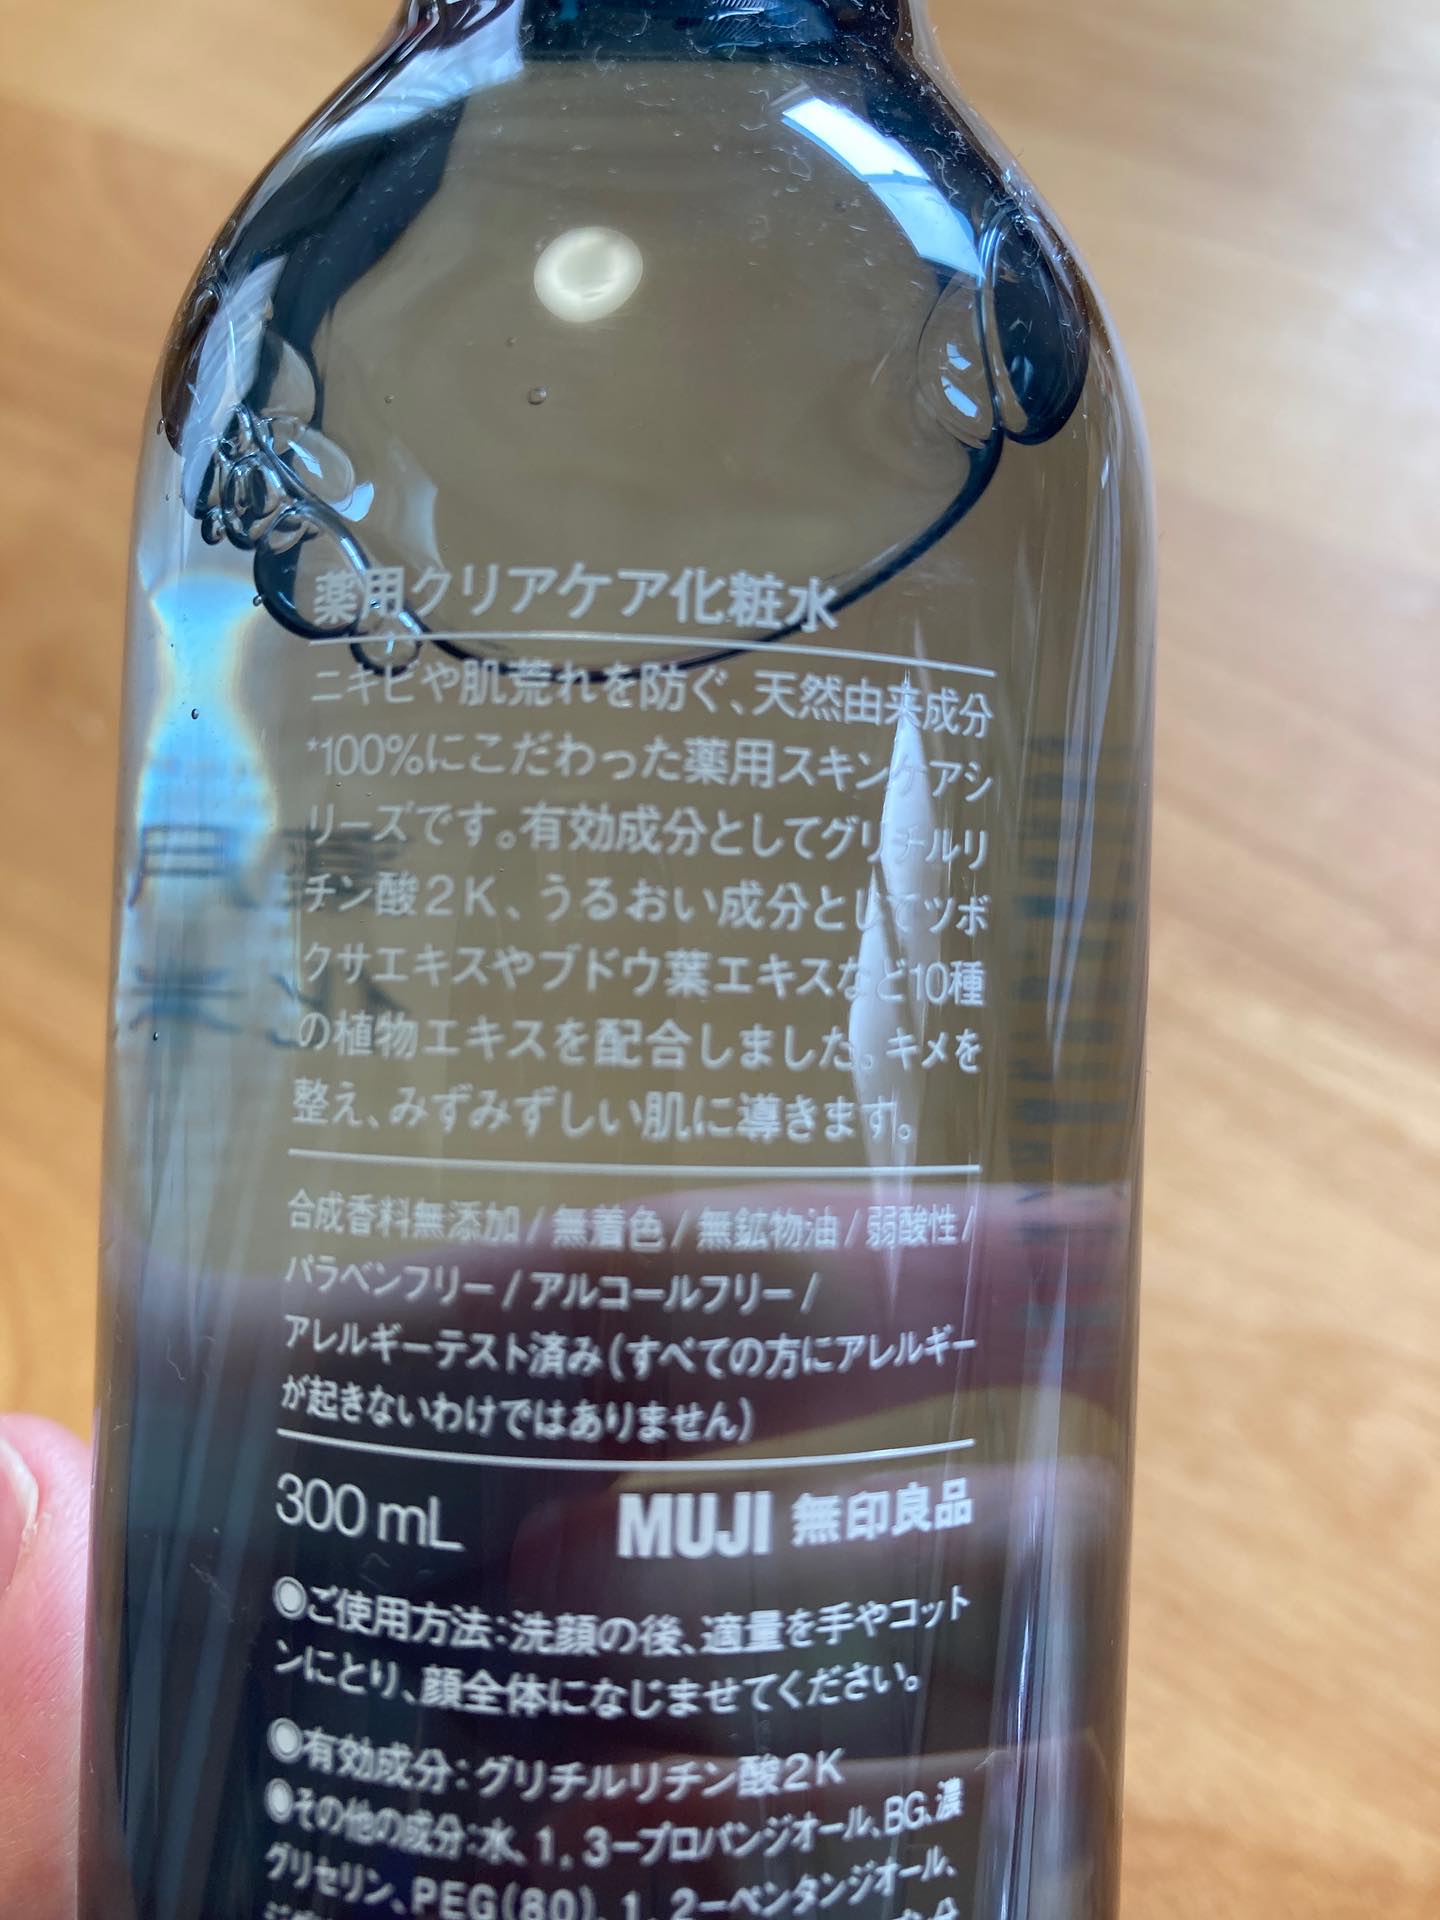 薬用クリアケア化粧水
ニキビや肌荒れを防ぐ、天然由来成分
*100%にこだわった薬用スキンケアシ
リーズです。有効成分としてグリチルリ
チン酸2K、うるおい成分としてツボ
クサエキスやブドウ葉エキスなど10種
の植物エキスを配合しました。キメを
整え、みずみずしい肌に導きます。
合成香料無添加/無着色/無鉱物油/弱酸性/
パラベンフリー/アルコールフリー/
アレルギーテスト済み(すべての方にアレルギー
が起きないわけではありません)
300 mL MUJI 無印良品
◉ご使用方法:洗顔の後、適量を手やコット
ンにとり、顔全体になじませてください。
◉有効成分:グリチルリチン酸2K
◉その他の成分:水、1,3-プロパンジオール、BG、濃
グリセリン、PEG(80)、1,2-ペンタンジオール、